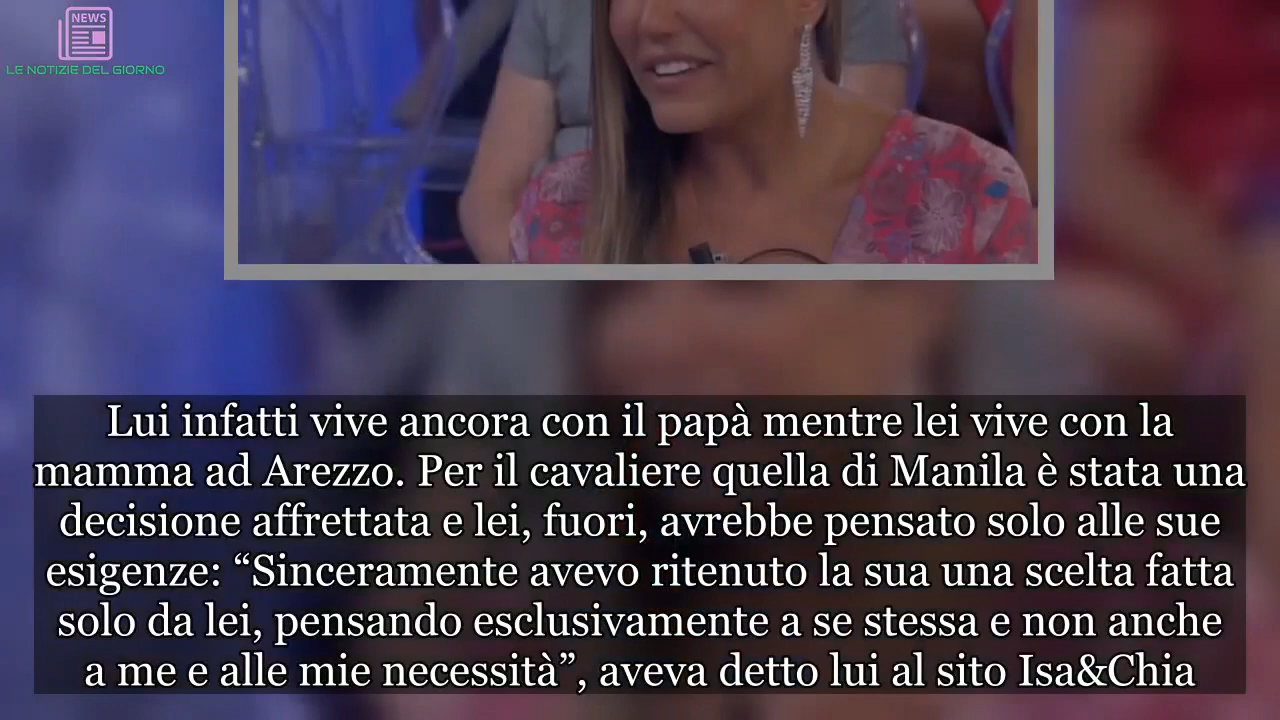 NEWS
LE NOTIZIE DEL GIORNO
Lui infatti vive ancora con il papà mentre lei vive con la
mamma ad Arezzo. Per il cavaliere quella di Manila è stata una
decisione affrettata e lei, fuori, avrebbe pensato solo alle sue
esigenze: “Sinceramente avevo ritenuto la sua una scelta fatta
solo da lei, pensando esclusivamente a se stessa e non anche
a me e alle mie necessità”, aveva detto lui al sito Isa&Chia